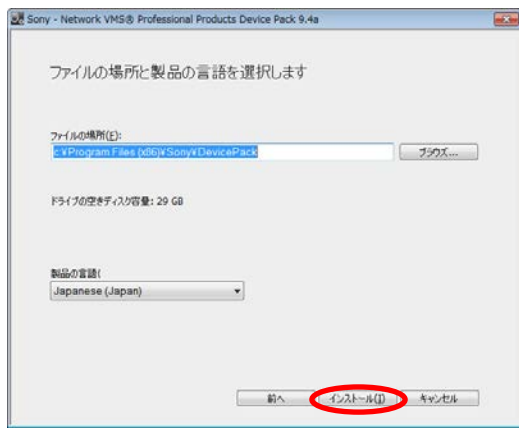 Sony - Network VMS® Professional Products Device Pack 9.4a
ファイルの場所と製品の言語を選択します
ファイルの場所(F):
c:¥Program Files (x86)¥Sony¥DevicePack
ブラウズ...
ドライブの空きディスク容量: 29 GB
製品の言語(
Japanese (Japan)
前へ
インストール(I)
キャンセル